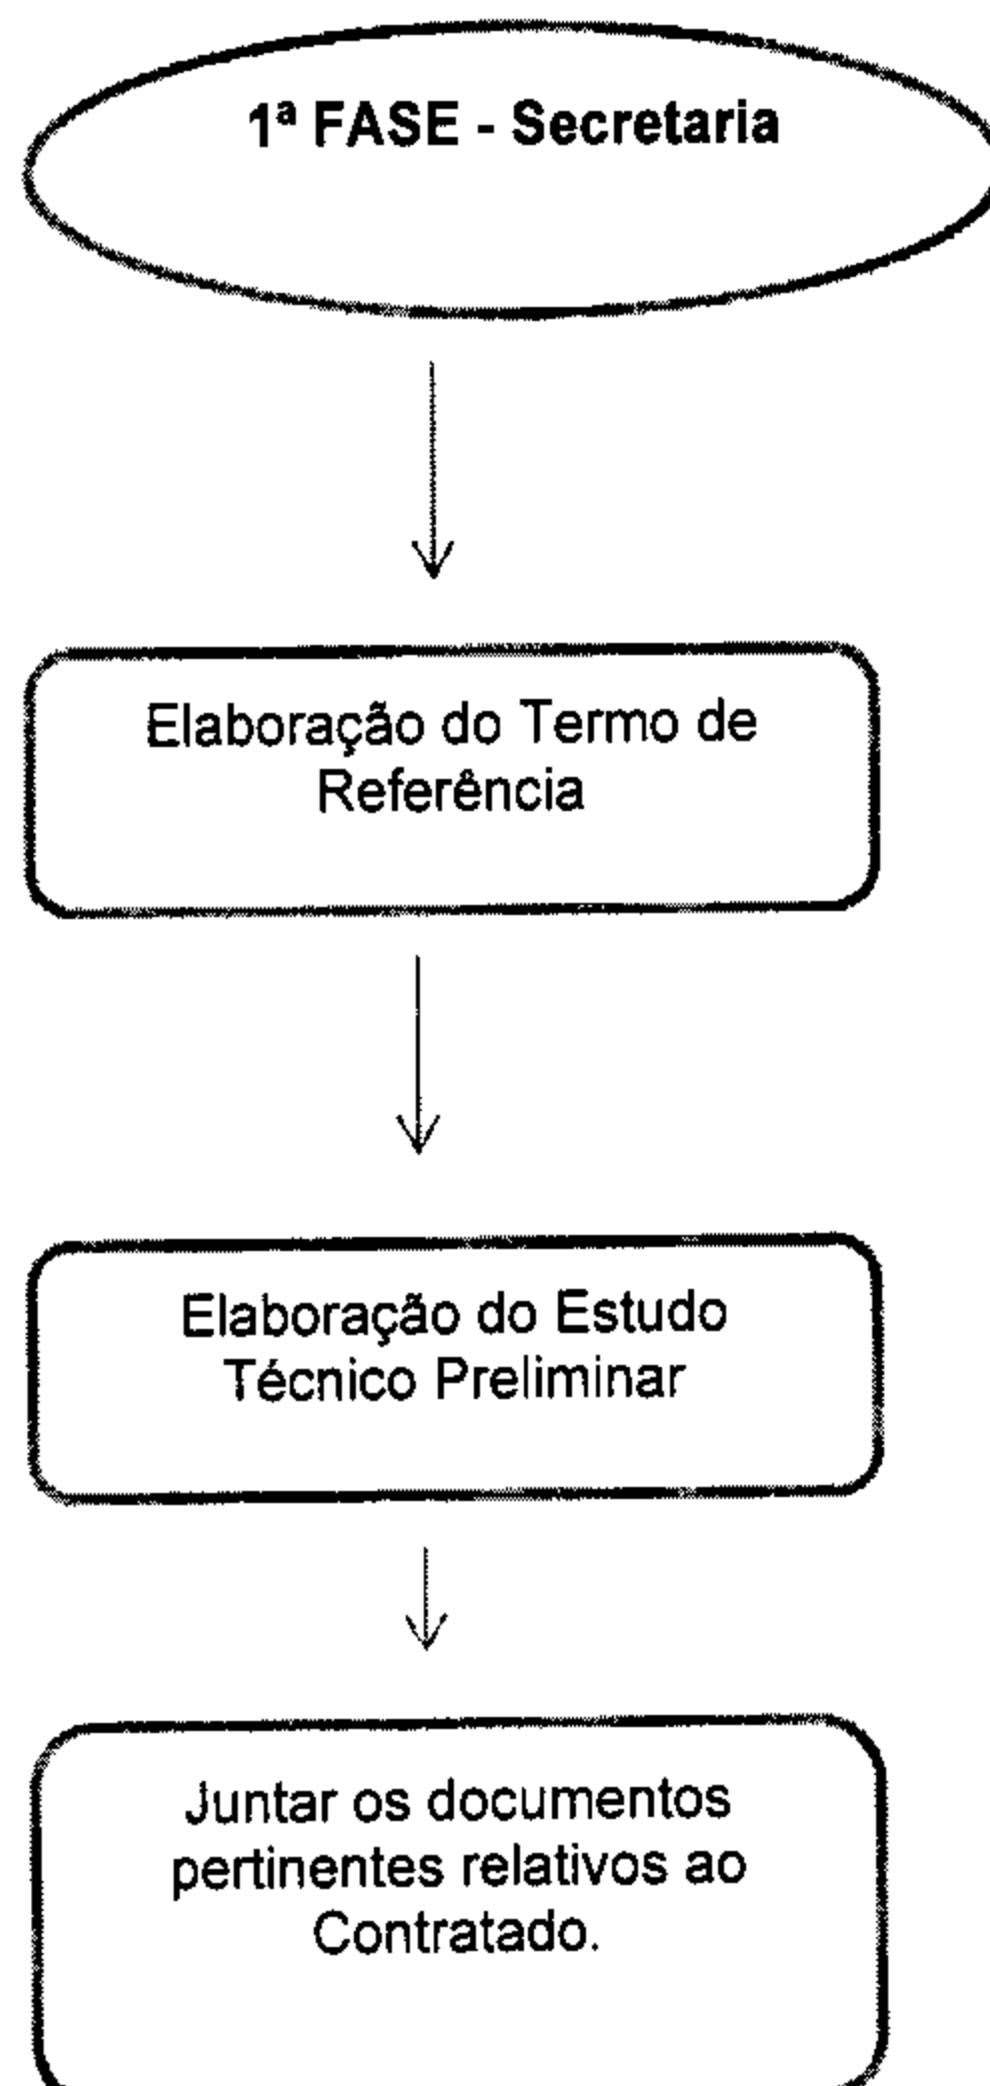 1ª FASE - Secretaria
Elaboração do Termo de
Referência
Elaboração do Estudo
Técnico Preliminar
Juntar os documentos
pertinentes relativos ao
Contratado.